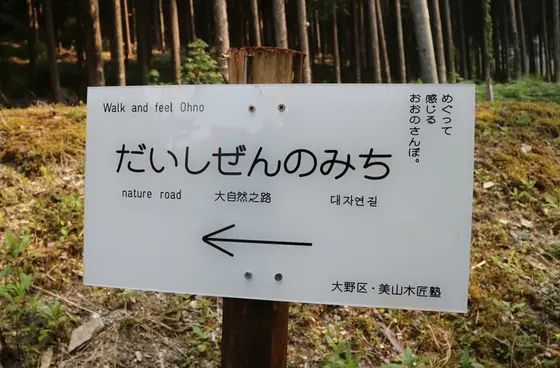 Walk and feel Ohno
めぐって
感じる
おおのさんぽ。
だいしぜんのみち
nature road
大自然之路
대자연길
大野区・美山木匠塾